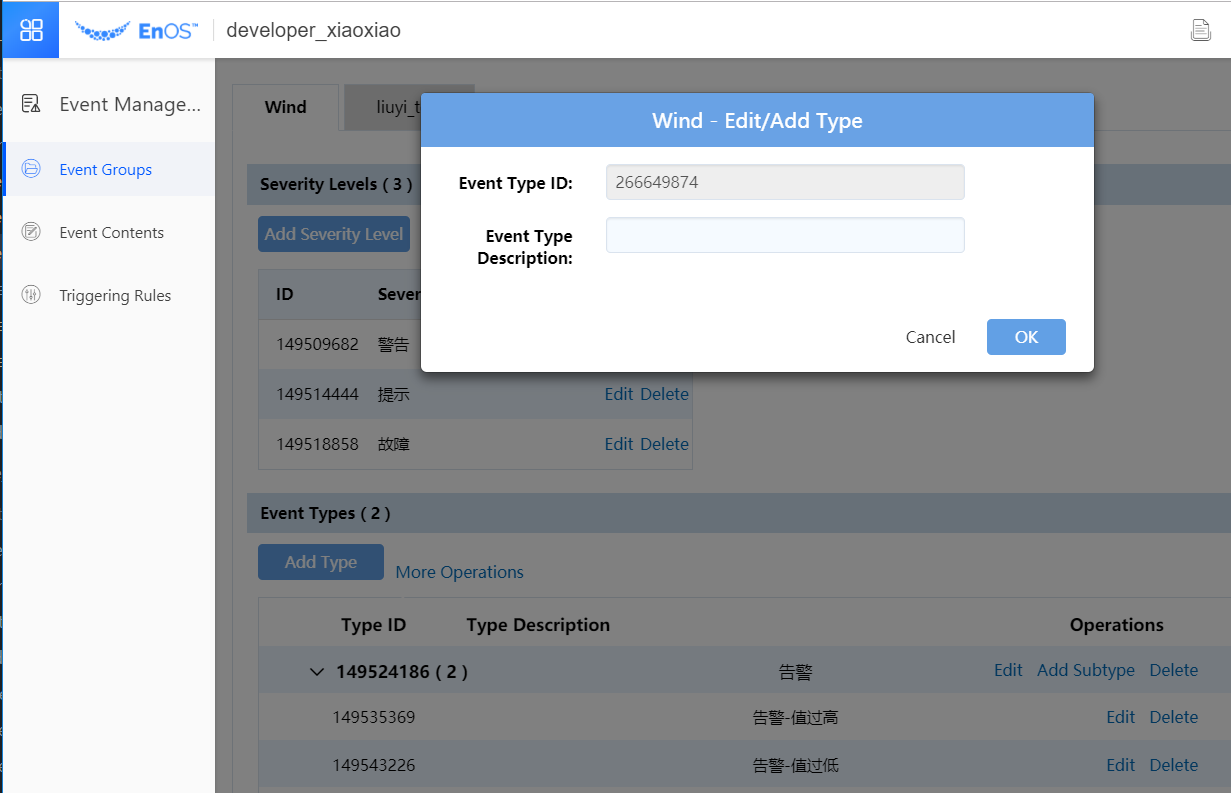 EnOS™ developer_xiaoxiao
Event Manage...
Event Groups
Event Contents
Triggering Rules
Wind liuyi_t
Wind - Edit/Add Type
Event Type ID: 266649874
Event Type
Description:
Cancel OK
Severity Levels ( 3 )
Add Severity Level
ID Sever
149509682 警告
149514444 提示 Edit Delete
149518858 故障 Edit Delete
Event Types ( 2 )
Add Type More Operations
Type ID Type Description Operations
149524186 ( 2 ) 告警 Edit Add Subtype Delete
149535369 告警-值过高 Edit Delete
149543226 告警-值过低 Edit Delete